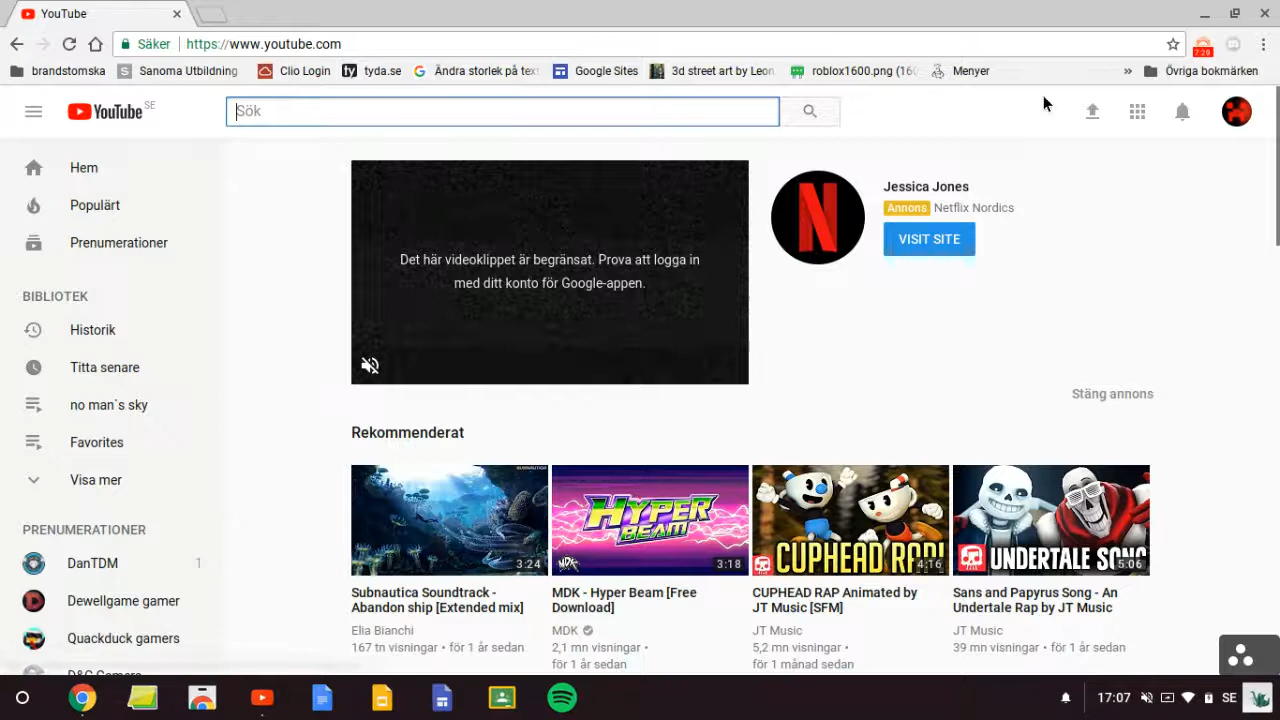 YouTube
Säker https://www.youtube.com
7:29
brandstomska Sanoma Utbildning Clio Login ty tyda.se Ändra storlek på tex Google Sites 3d street art by Leon roblox1600.png (16 Menyer » Övriga bokmärken
YouTube SE Sök
Hem
Populärt
Prenumerationer
BIBLIOTEK
Historik
Titta senare
no man`s sky
Favorites
Visa mer
PRENUMERATIONER
DanTDM 1
Dewellgame gamer
Quackduck gamers
Det här videoklippet är begränsat. Prova att logga in
med ditt konto för Google-appen.
N
Jessica Jones
Annons Netflix Nordics
VISIT SITE
Stäng annons
Rekommenderat
SUBNAUTICA
3:24
Subnautica Soundtrack -
Abandon ship [Extended mix]
Elia Bianchi
167 tn visningar • för 1 år sedan
HYPER
BEAM
MDK
3:18
MDK - Hyper Beam [Free
Download]
MDK
2,1 mn visningar •
för 1 år sedan
CUPHEAD RAP!
4:16
CUPHEAD RAP Animated by
JT Music [SFM]
JT Music
5,2 mn visningar •
för 1 månad sedan
UNDERTALE SONG
5:06
Sans and Papyrus Song - An
Undertale Rap by JT Music
JT Music
39 mn visningar • för 1 år sedan
17:07 SE